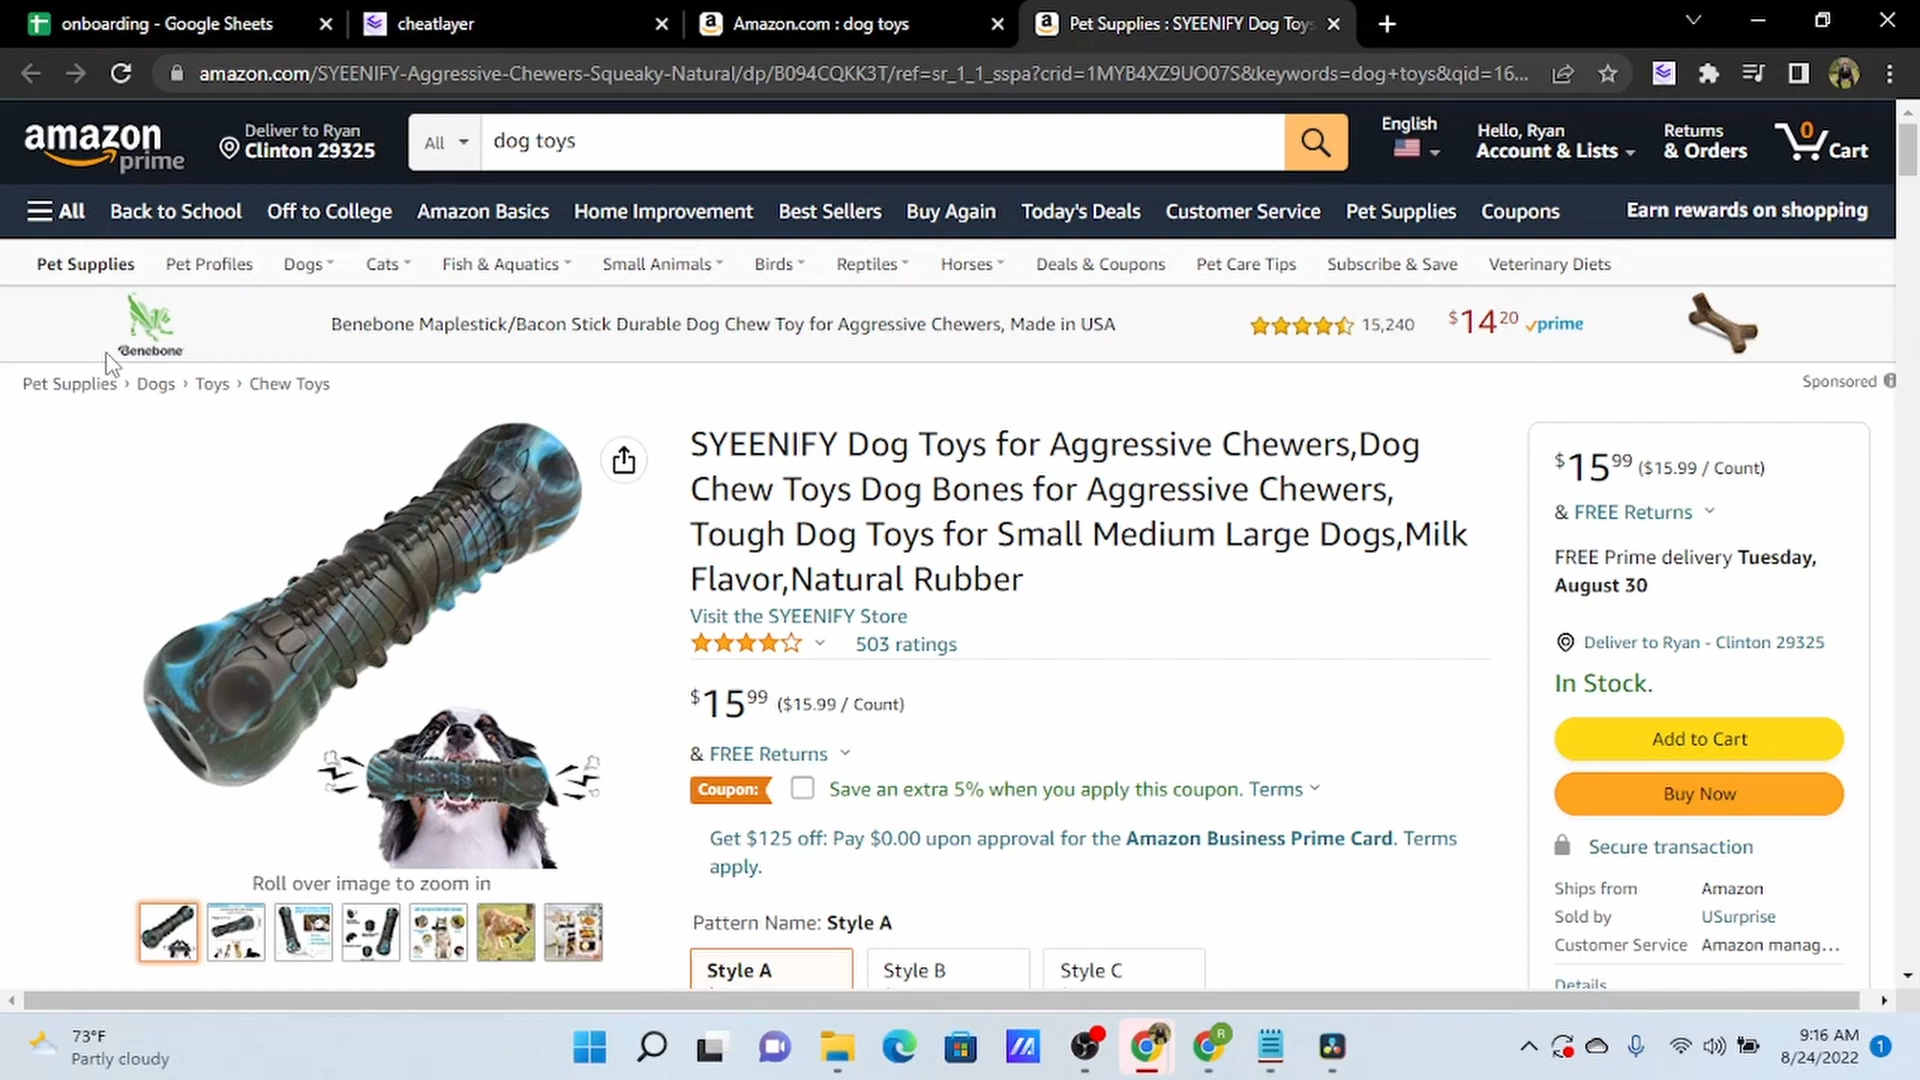 onboarding - Google Sheets
cheatlayer
Amazon.com : dog toys
Pet Supplies : SYEENIFY Dog Toys
amazon.com/SYEENIFY-Aggressive-Chewers-Squeaky-Natural/dp/B094CQKK3T/ref=sr_1_1_sspa?crid=1MYB4XZ9UO07S&keywords=dog+toys&qid=16...
amazon prime
Deliver to Ryan
Clinton 29325
All
dog toys
English
Hello, Ryan
Account & Lists
Returns
& Orders
0
Cart
All
Back to School
Off to College
Amazon Basics
Home Improvement
Best Sellers
Buy Again
Today's Deals
Customer Service
Pet Supplies
Coupons
Earn rewards on shopping
Pet Supplies
Pet Profiles
Dogs
Cats
Fish & Aquatics
Small Animals
Birds
Reptiles
Horses
Deals & Coupons
Pet Care Tips
Subscribe & Save
Veterinary Diets
Benebone
Benebone Maplestick/Bacon Stick Durable Dog Chew Toy for Aggressive Chewers, Made in USA
15,240
$14 20
prime
Pet Supplies › Dogs › Toys › Chew Toys
Sponsored
SYEENIFY Dog Toys for Aggressive Chewers,Dog
Chew Toys Dog Bones for Aggressive Chewers,
Tough Dog Toys for Small Medium Large Dogs,Milk
Flavor,Natural Rubber
Visit the SYEENIFY Store
503 ratings
$15 99 ($15.99 / Count)
& FREE Returns
Coupon:
Save an extra 5% when you apply this coupon. Terms
Get $125 off: Pay $0.00 upon approval for the Amazon Business Prime Card. Terms
apply.
Pattern Name: Style A
Style A
Style B
Style C
Roll over image to zoom in
$15 99 ($15.99 / Count)
& FREE Returns
FREE Prime delivery Tuesday,
August 30
Deliver to Ryan - Clinton 29325
In Stock.
Add to Cart
Buy Now
Secure transaction
Ships from Amazon
Sold by USurprise
Customer Service Amazon manag...
Details
73°F
Partly cloudy
R
9:16 AM
8/24/2022
1